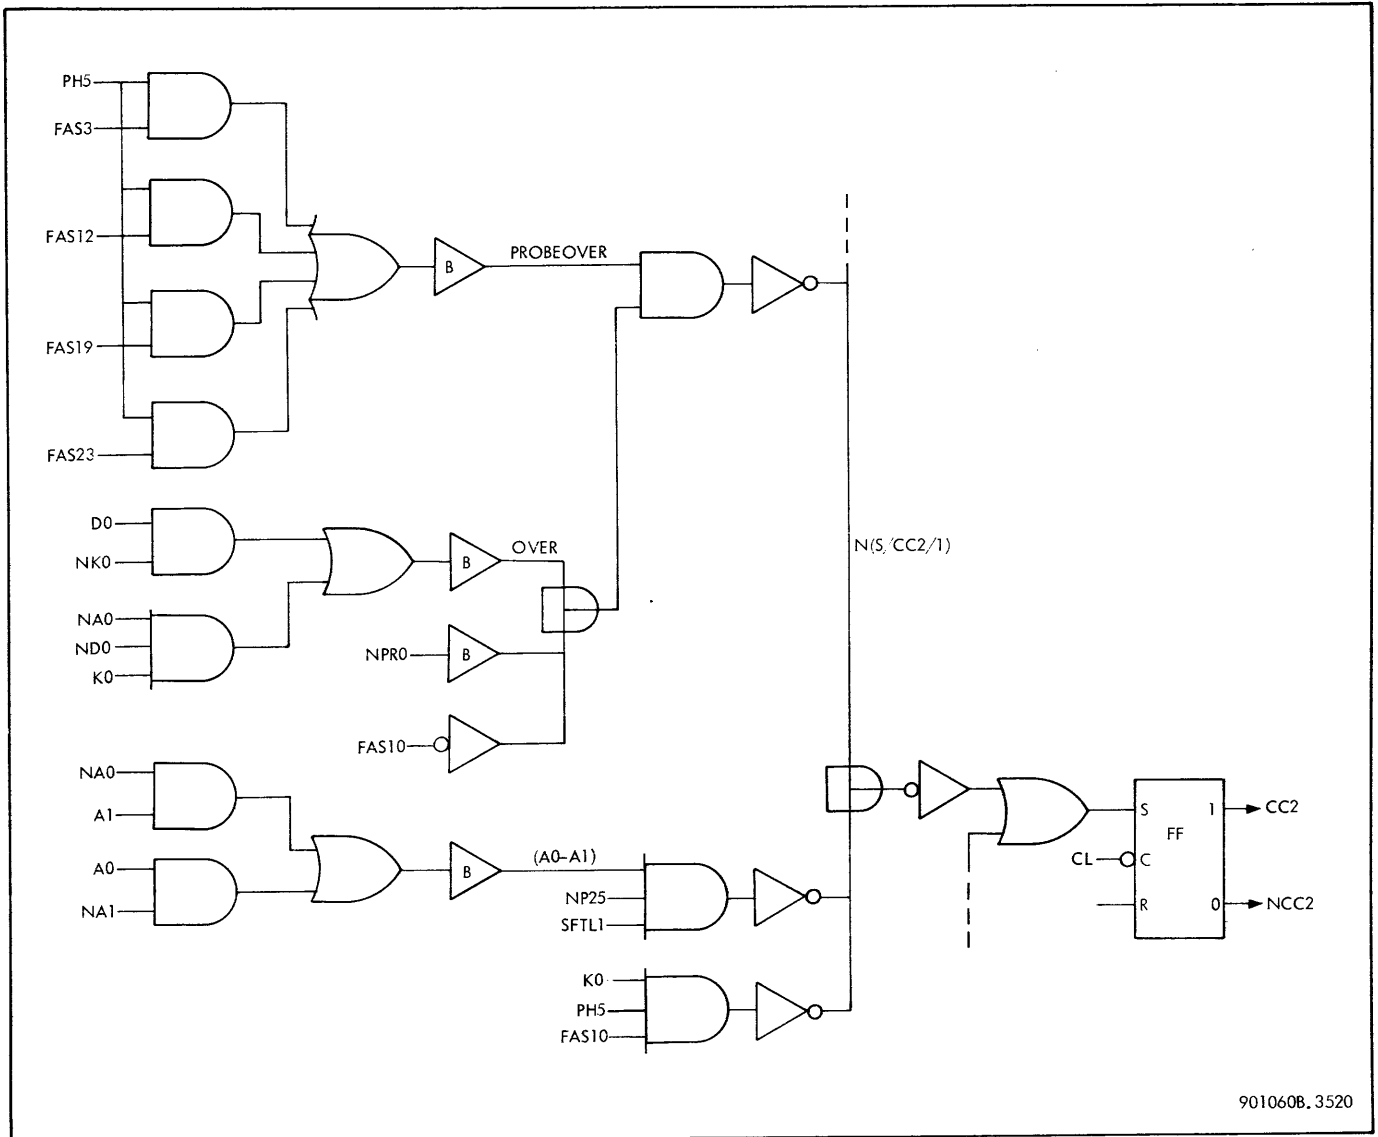 PH5
FAS3
FAS12
FAS19
FAS23
B
PROBEOVER
D0
NK0
NA0
ND0
K0
B
OVER
NPR0
B
FAS10
N(S/CC2/1)
NA0
A1
A0
NA1
B
(A0-A1)
NP25
SFTL1
K0
PH5
FAS10
S
1
FF
CL
C
R
0
CC2
NCC2
901060B.3520